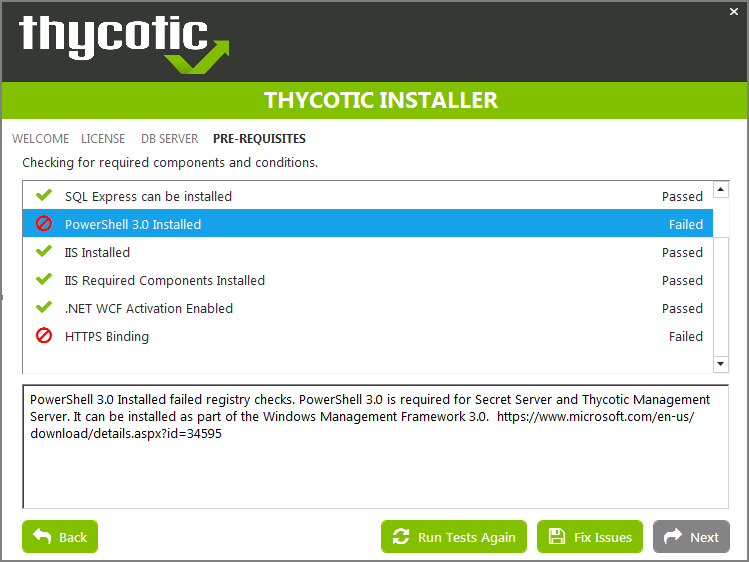 thycotic
THYCOTIC INSTALLER
WELCOME LICENSE DB SERVER PRE-REQUISITES
Checking for required components and conditions.
SQL Express can be installed Passed
PowerShell 3.0 Installed Failed
IIS Installed Passed
IIS Required Components Installed Passed
.NET WCF Activation Enabled Passed
HTTPS Binding Failed
PowerShell 3.0 Installed failed registry checks. PowerShell 3.0 is required for Secret Server and Thycotic Management
Server. It can be installed as part of the Windows Management Framework 3.0.  https://www.microsoft.com/en-us/
download/details.aspx?id=34595
Back Run Tests Again Fix Issues Next